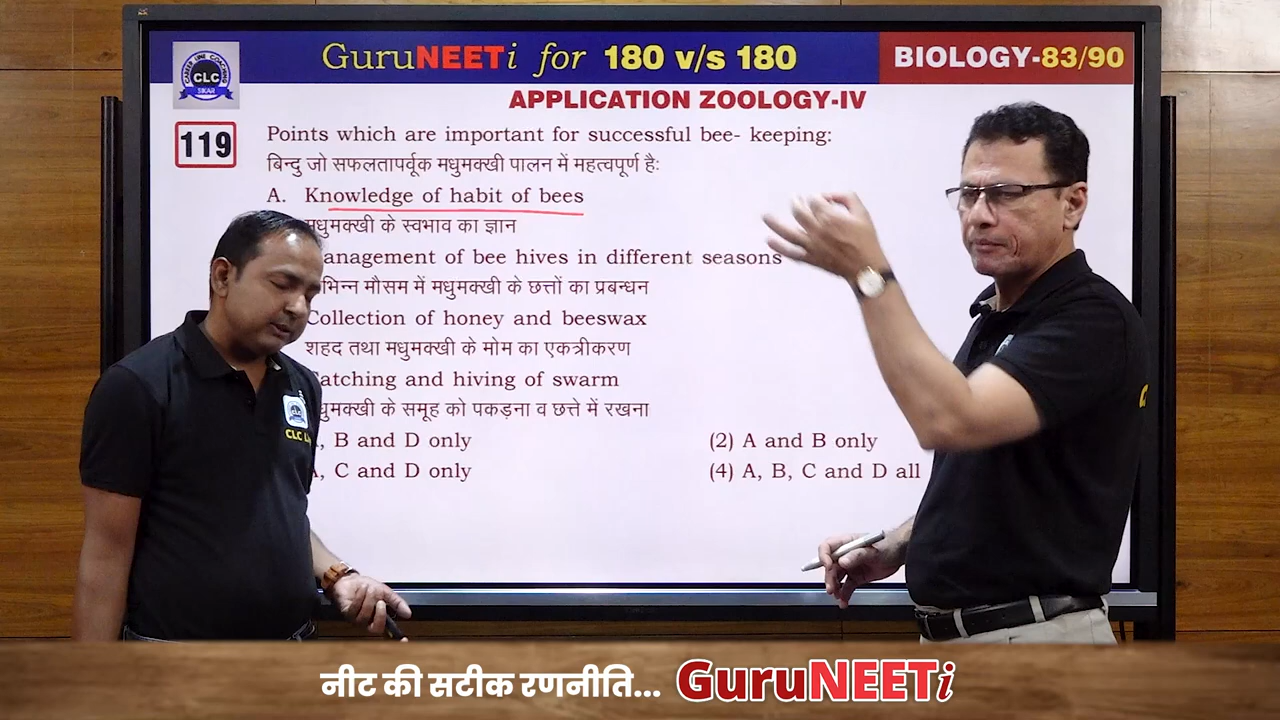 GuruNEETi for 180 v/s 180
BIOLOGY-83/90
CLC
SIKAR
APPLICATION ZOOLOGY-IV
119
Points which are important for successful bee- keeping:
बिन्दु जो सफलतापर्वूक मधुमक्खी पालन में महत्वपूर्ण है:
A. Knowledge of habit of bees
मधुमक्खी के स्वभाव का ज्ञान
of bee hives in different seasons
मौसम में मधुमक्खी के छत्तों का प्रबन्धन
Collection of honey and beeswax
शहद तथा मधुमक्खी के मोम का एकत्रीकरण
and hiving of swarm
के समूह को पकड़ना व छत्ते में रखना
B and D only
(2) A and B only
C and D only
(4) A, B, C and D all
CLC
नीट की सटीक रणनीति... GuruNEETi